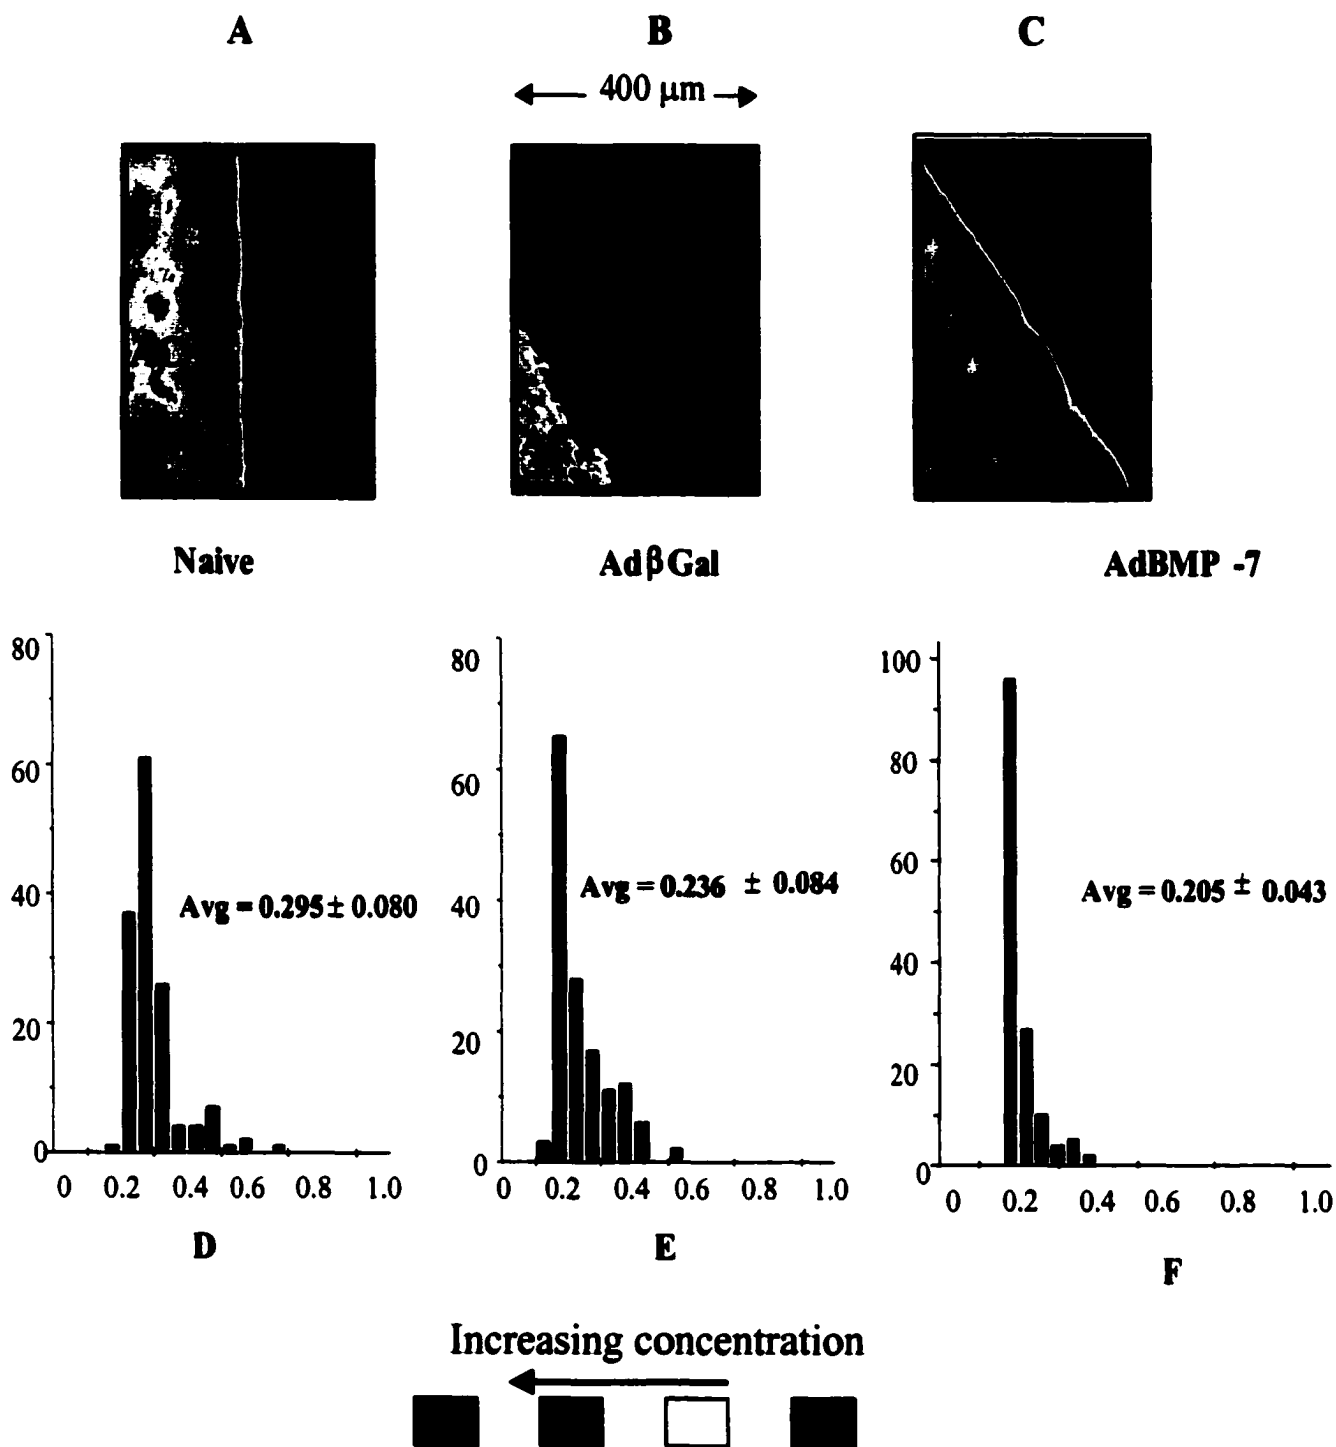 A B C
400 μm
Naive AdβGal AdBMP -7
80 80 100
60 60 80
40 40 60
20 20 40
0 0 20
0
Avg = 0.295 ± 0.080 Avg = 0.236 ± 0.084 Avg = 0.205 ± 0.043
0 0.2 0.4 0.6 0.8 1.0 0 0.2 0.4 0.6 0.8 1.0 0 0.2 0.4 0.6 0.8 1.0
D E F
Increasing concentration